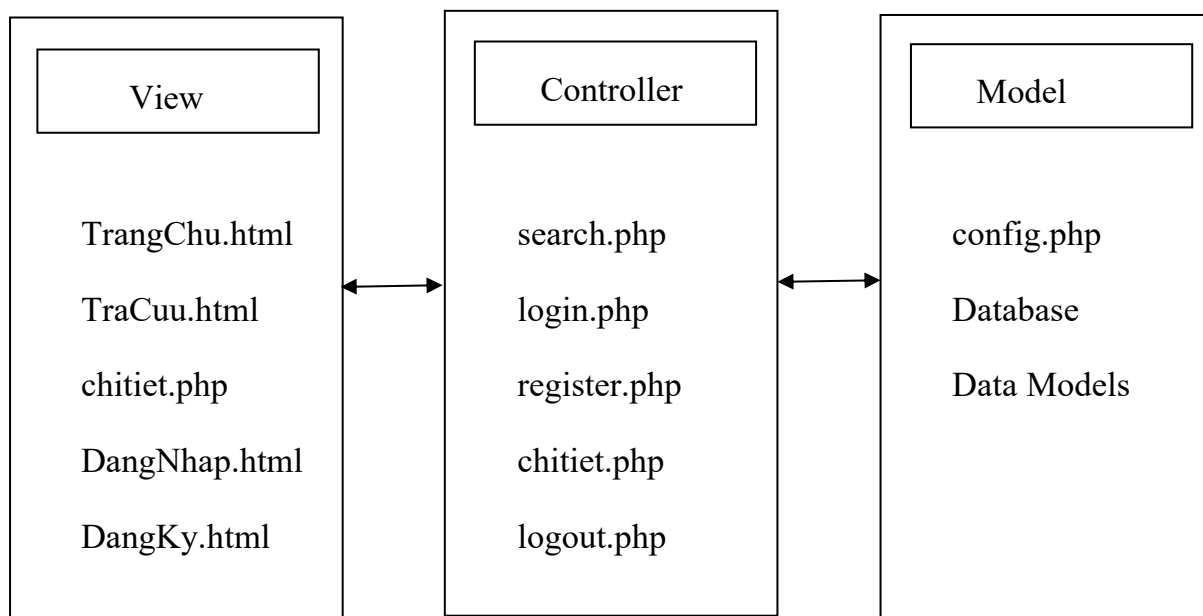 View
TrangChu.html
TraCuu.html
chitiet.php
DangNhap.html
DangKy.html
Controller
search.php
login.php
register.php
chitiet.php
logout.php
Model
config.php
Database
Data Models